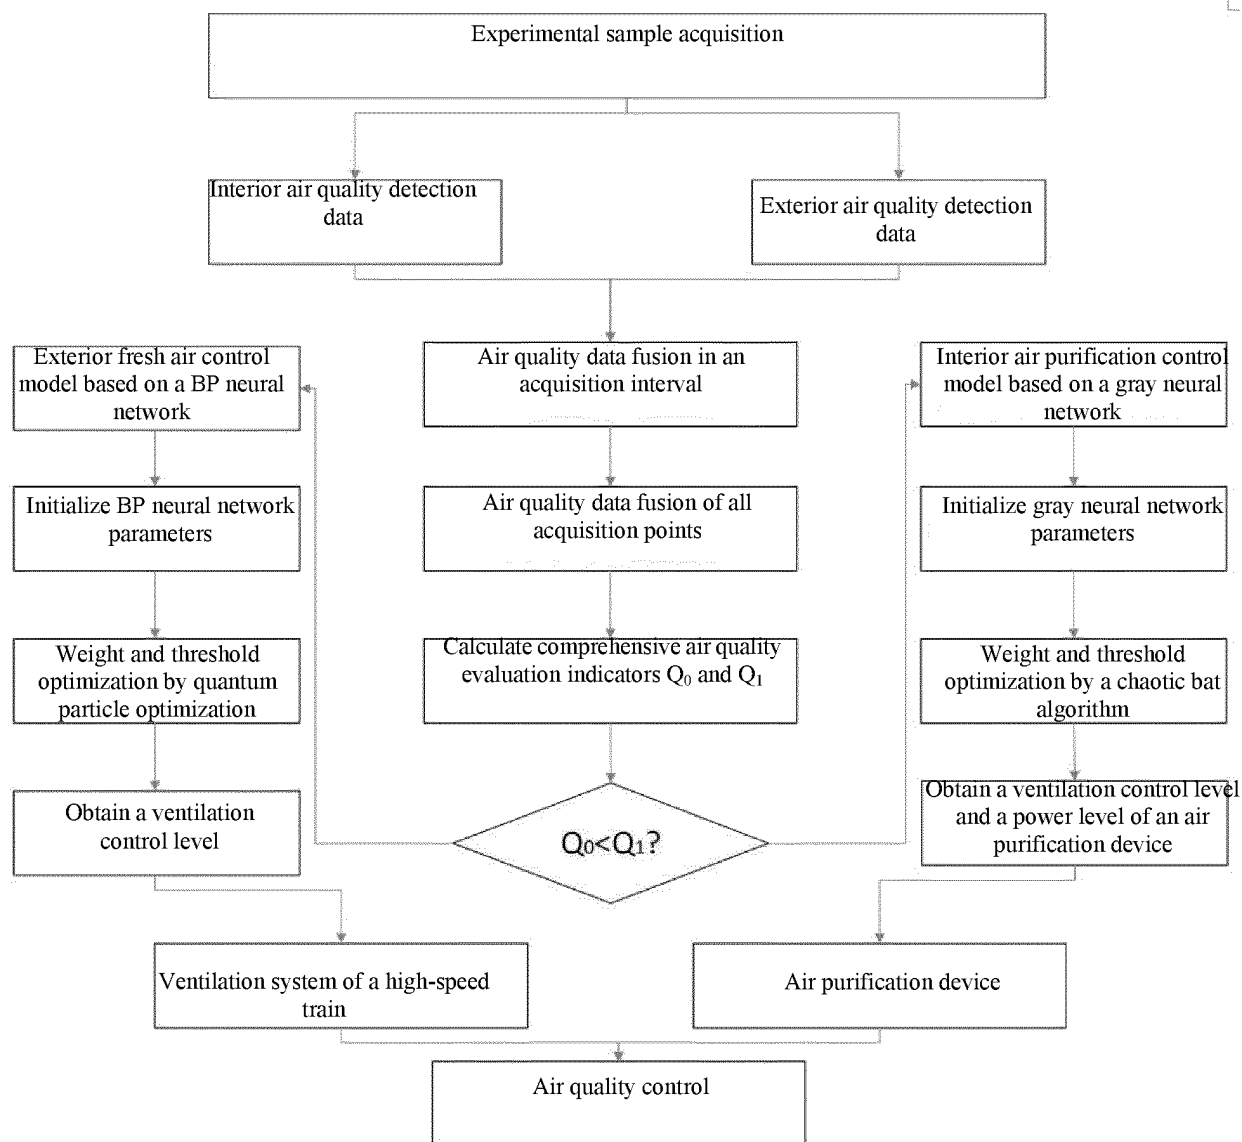 Experimental sample acquisition
Interior air quality detection
data
Exterior air quality detection
data
Exterior fresh air control
model based on a BP neural
network
Air quality data fusion in an
acquisition interval
Interior air purification control
model based on a gray neural
network
Initialize BP neural network
parameters
Air quality data fusion of all
acquisition points
Initialize gray neural network
parameters
Weight and threshold
optimization by quantum
particle optimization
Calculate comprehensive air quality
evaluation indicators Q₀ and Q₁
Weight and threshold
optimization by a chaotic bat
algorithm
Obtain a ventilation
control level
Q₀<Q₁?
Obtain a ventilation control level
and a power level of an air
purification device
Ventilation system of a high-speed
train
Air purification device
Air quality control